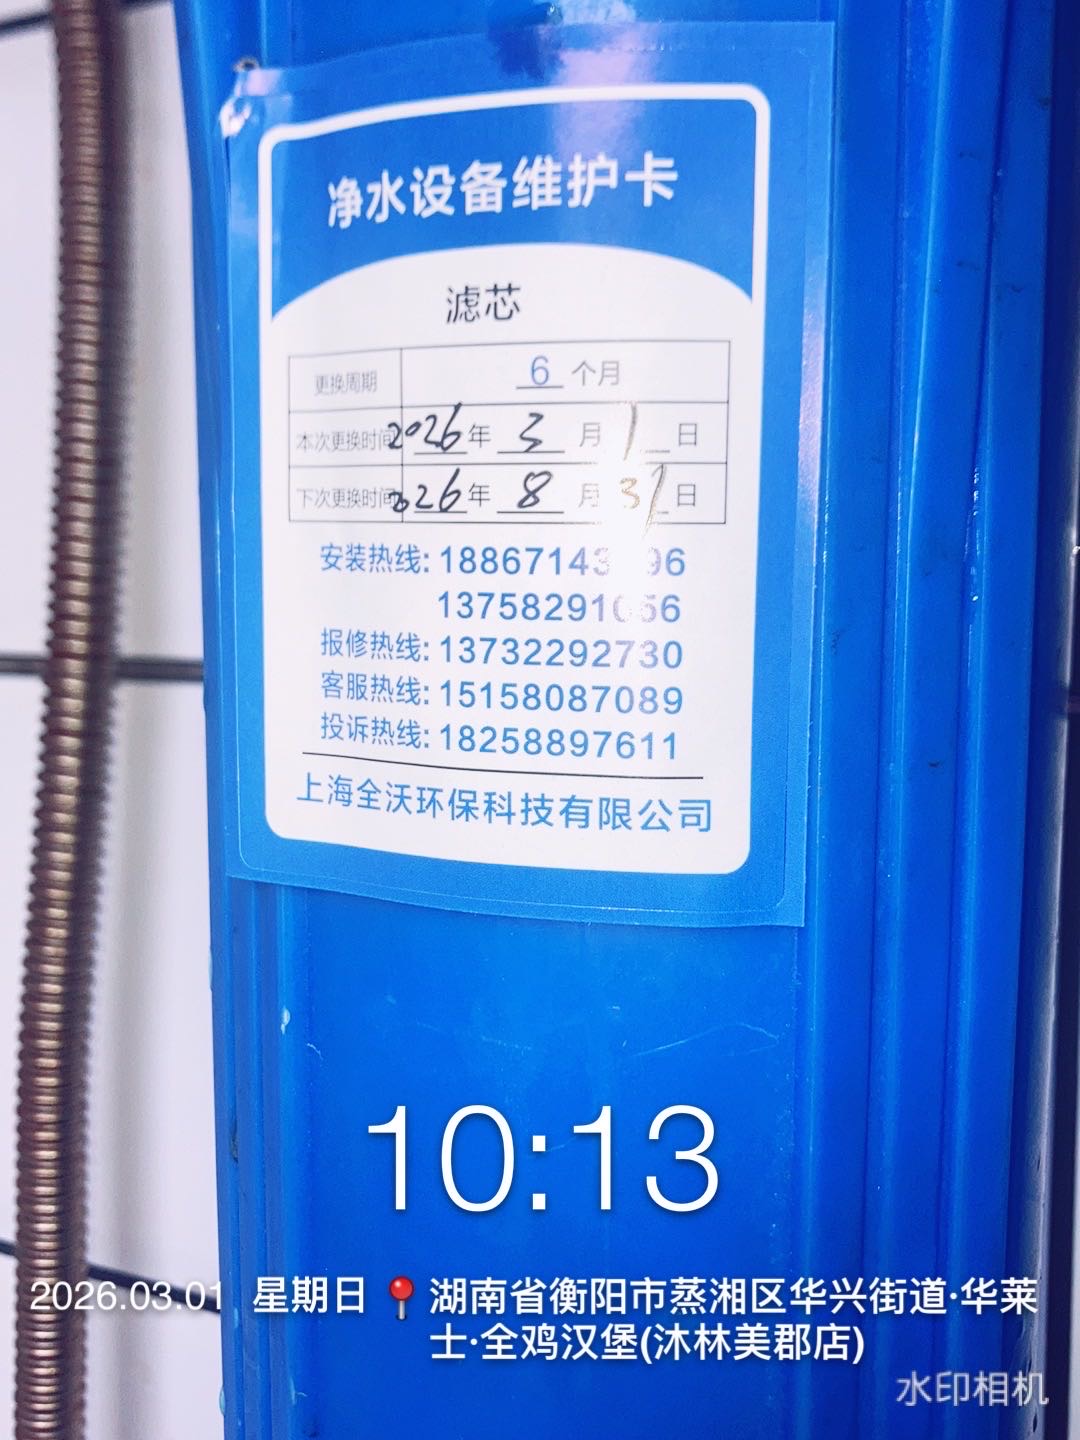 净水设备维护卡
滤芯
更换周期 6 个月
本次更换时间 2026 年 3 月 1 日
下次更换时间 2026 年 8 月 31 日
安装热线: 18867143 96
13758291056
报修热线: 13732292730
客服热线: 15158087089
投诉热线: 18258897611
上海全沃环保科技有限公司
10:13
2026.03.01 星期日 📍湖南省衡阳市蒸湘区华兴街道·华莱
士·全鸡汉堡(沐林美郡店)
水印相机